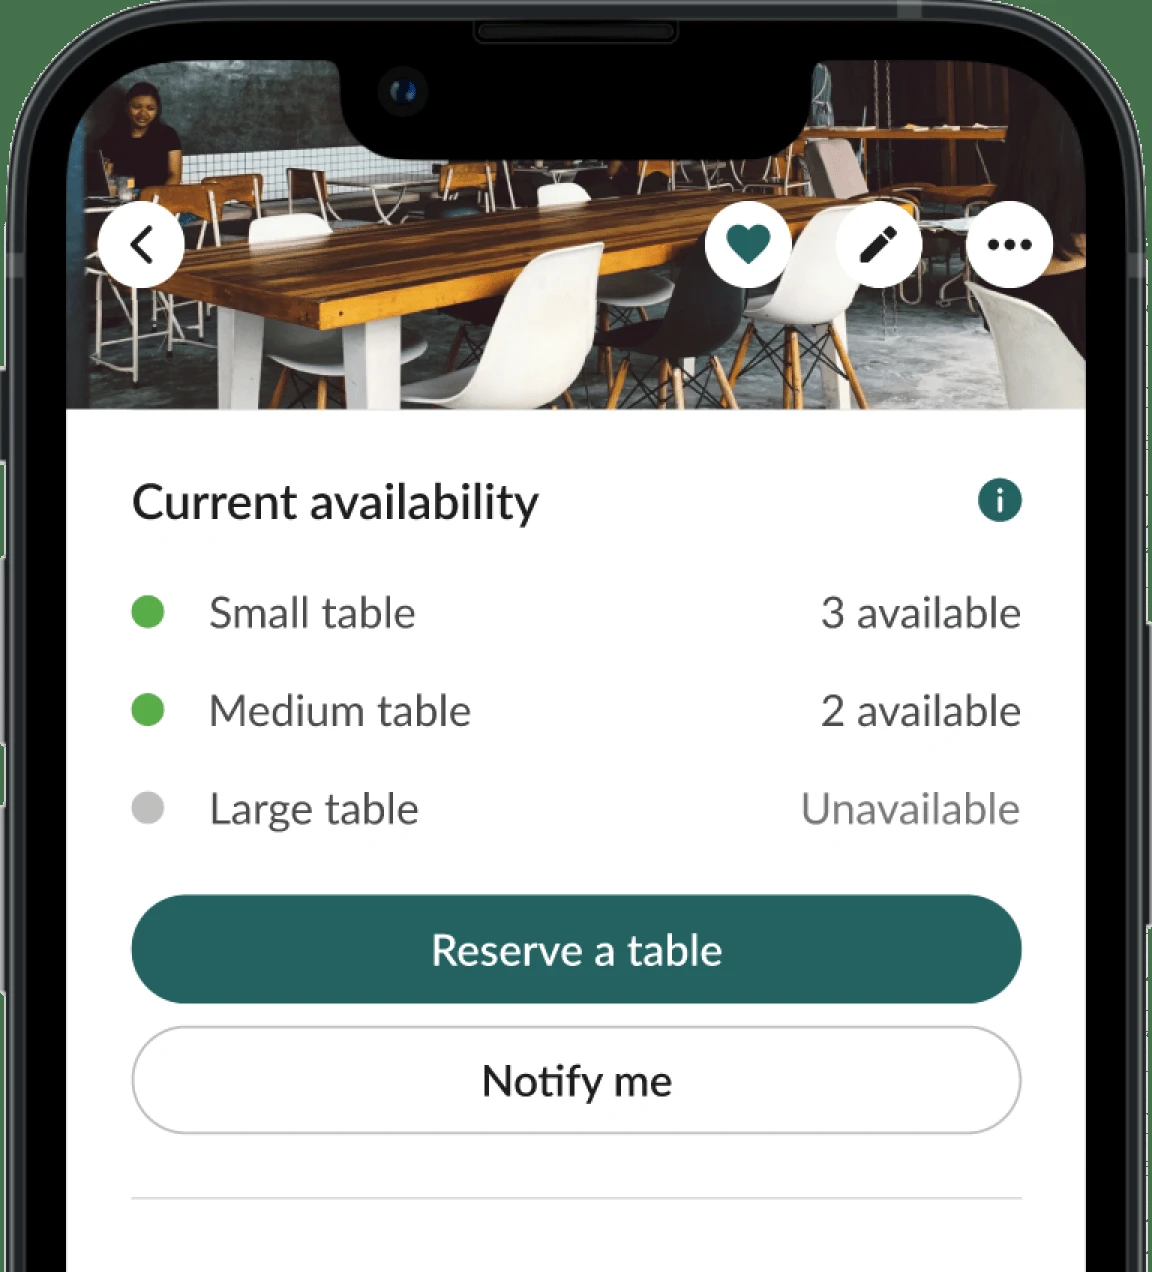 Current availability
Small table 3 available
Medium table 2 available
Large table Unavailable
Reserve a table
Notify me